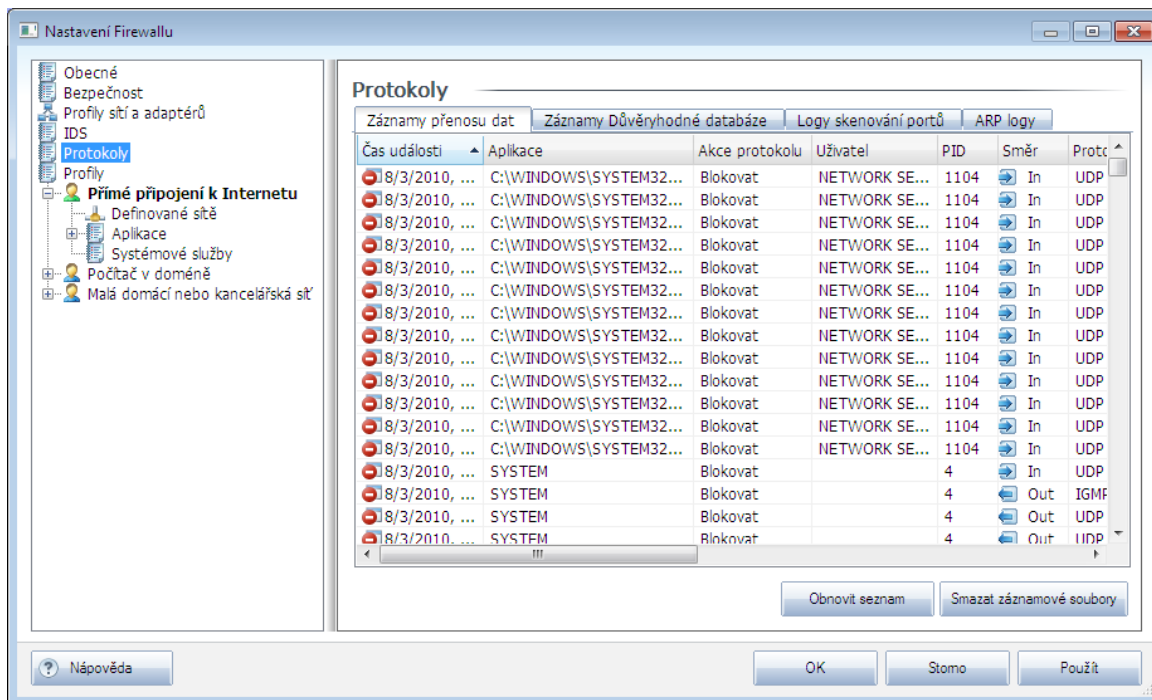 Nastavení Firewallu
Obecné
Bezpečnost
Profily sítí a adaptérů
IDS
Protokoly
Profily
Přímé připojení k Internetu
Definované sítě
Aplikace
Systémové služby
Počítač v doméně
Malá domácí nebo kancelářská síť
Protokoly
Záznamy přenosu dat Záznamy Důvěryhodné databáze Logy skenování portů ARP logy
Čas události Aplikace Akce protokolu Uživatel PID Směr Protc
8/3/2010, ... C:\WINDOWS\SYSTEM32... Blokovat NETWORK SE... 1104 In UDP
8/3/2010, ... C:\WINDOWS\SYSTEM32... Blokovat NETWORK SE... 1104 In UDP
8/3/2010, ... C:\WINDOWS\SYSTEM32... Blokovat NETWORK SE... 1104 In UDP
8/3/2010, ... C:\WINDOWS\SYSTEM32... Blokovat NETWORK SE... 1104 In UDP
8/3/2010, ... C:\WINDOWS\SYSTEM32... Blokovat NETWORK SE... 1104 In UDP
8/3/2010, ... C:\WINDOWS\SYSTEM32... Blokovat NETWORK SE... 1104 In UDP
8/3/2010, ... C:\WINDOWS\SYSTEM32... Blokovat NETWORK SE... 1104 In UDP
8/3/2010, ... C:\WINDOWS\SYSTEM32... Blokovat NETWORK SE... 1104 In UDP
8/3/2010, ... C:\WINDOWS\SYSTEM32... Blokovat NETWORK SE... 1104 In UDP
8/3/2010, ... C:\WINDOWS\SYSTEM32... Blokovat NETWORK SE... 1104 In UDP
8/3/2010, ... C:\WINDOWS\SYSTEM32... Blokovat NETWORK SE... 1104 In UDP
8/3/2010, ... C:\WINDOWS\SYSTEM32... Blokovat NETWORK SE... 1104 In UDP
8/3/2010, ... C:\WINDOWS\SYSTEM32... Blokovat NETWORK SE... 1104 In UDP
8/3/2010, ... SYSTEM Blokovat 4 In UDP
8/3/2010, ... SYSTEM Blokovat 4 Out IGMP
8/3/2010, ... SYSTEM Blokovat 4 Out UDP
8/3/2010, ... SYSTEM Blokovat 4 Out UDP
Obnovit seznam Smazat záznamové soubory
Nápověda OK Storno Použít